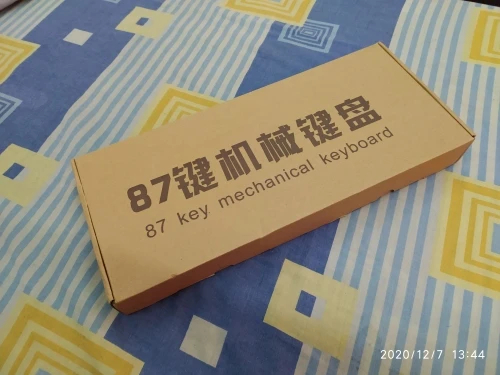 87键机械键盘
87 key mechanical keyboard
2020/12/7 13:44